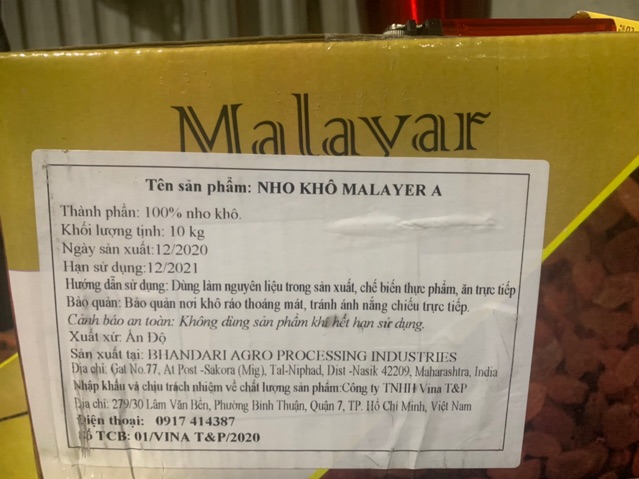 Malayar
Tên sản phẩm: NHO KHÔ MALAYER A
Thành phần: 100% nho khô.
Khối lượng tịnh: 10 kg
Ngày sản xuất:12/2020
Hạn sử dụng:12/2021
Hướng dẫn sử dụng: Dùng làm nguyên liệu trong sản xuất, chế biến thực phẩm, ăn trực tiếp
Bảo quản: Bảo quản nơi khô ráo thoáng mát, tránh ánh nắng chiếu trực tiếp.
Cảnh báo an toàn: Không dùng sản phẩm khi hết hạn sử dụng.
Xuất xứ: Ấn Độ
Sản xuất tại: BHANDARI AGRO PROCESSING INDUSTRIES
Địa chỉ: Gat No.77, At Post -Sakora (Mig), Tal-Niphad, Dist -Nasik 42209, Maharashtra, India
Nhập khẩu và chịu trách nhiệm về chất lượng sản phẩm:Công ty TNHH Vina T&P
Địa chỉ: 279/30 Lâm Văn Bền, Phường Bình Thuận, Quận 7, TP. Hồ Chí Minh, Việt Nam
Điện thoại: 0917 414387
Số TCB: 01/VINA T&P/2020